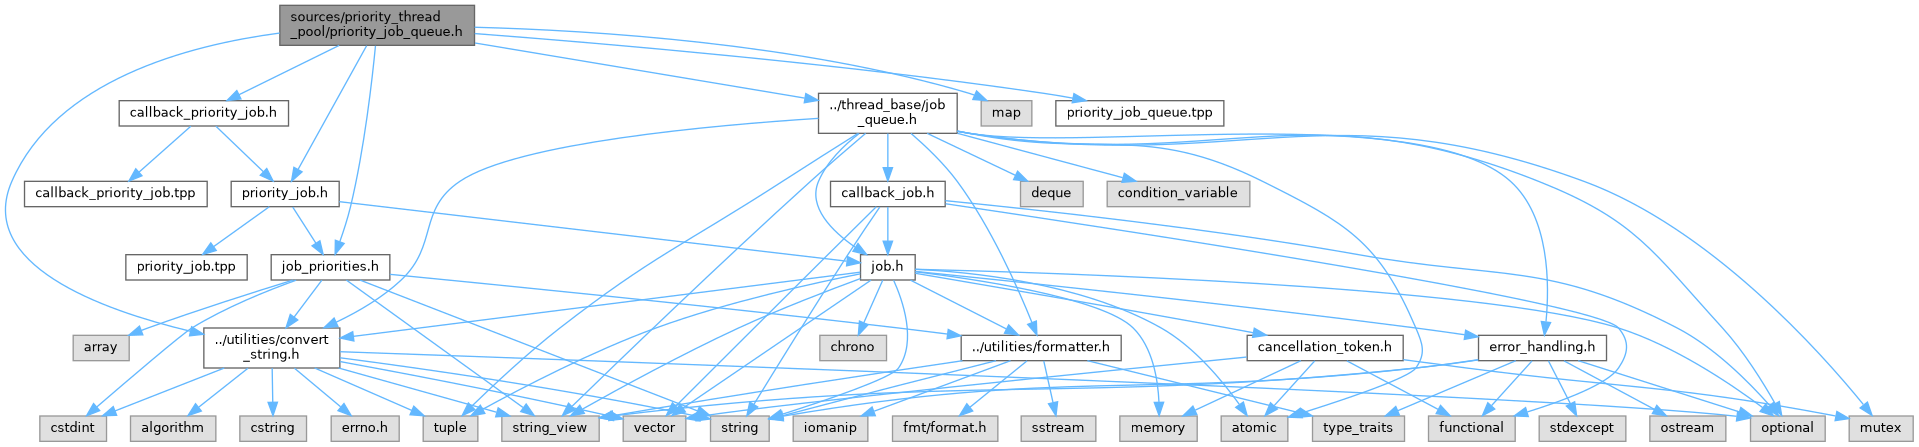 sources/priority_thread
_pool/priority_job_queue.h
callback_priority_job.h
../thread_base/job
_queue.h
map
priority_job_queue.tpp
callback_priority_job.tpp
priority_job.h
callback_job.h
deque
condition_variable
priority_job.tpp
job_priorities.h
job.h
array
../utilities/convert
_string.h
chrono
../utilities/formatter.h
cancellation_token.h
error_handling.h
cstdint
algorithm
cstring
errno.h
tuple
string_view
vector
string
iomanip
fmt/format.h
sstream
memory
atomic
type_traits
functional
stdexcept
ostream
optional
mutex